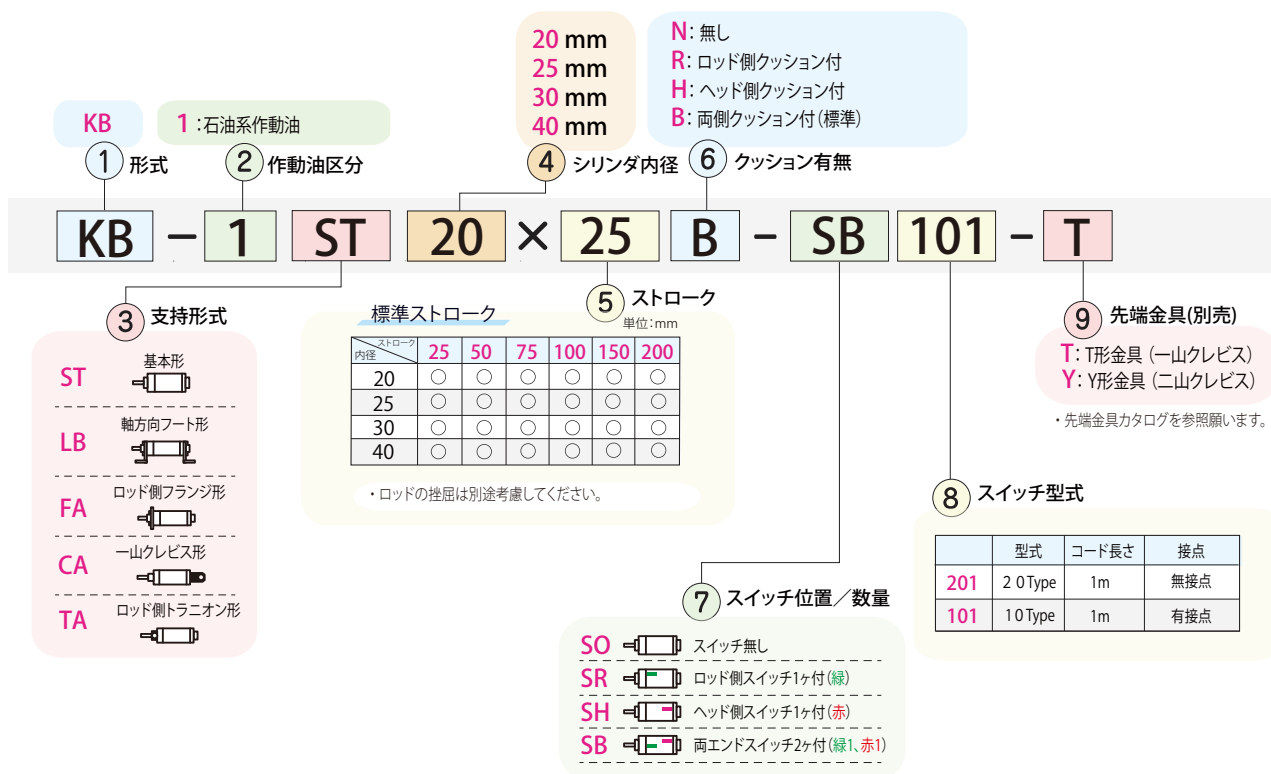 20 mm
25 mm
30 mm
40 mm
N: 無し
R: ロッド側クッション付
H: ヘッド側クッション付
B: 両側クッション付(標準)
KB
1:石油系作動油
① 形式
② 作動油区分
④ シリンダ内径
⑥ クッション有無
KB - 1 ST 20 × 25 B - SB 101 - T
③ 支持形式
ST 基本形
LB 軸方向フート形
FA ロッド側フランジ形
CA 一山クレビス形
TA ロッド側トラニオン形
⑤ ストローク
標準ストローク
単位:mm
内径 ストローク 25 50 75 100 150 200
20 ○ ○ ○ ○ ○ ○
25 ○ ○ ○ ○ ○ ○
30 ○ ○ ○ ○ ○ ○
40 ○ ○ ○ ○ ○ ○
・ロッドの挫屈は別途考慮してください。
⑨ 先端金具(別売)
T: T形金具(一山クレビス)
Y: Y形金具(二山クレビス)
・先端金具カタログを参照願います。
⑧ スイッチ型式
型式 コード長さ 接点
201 20Type 1m 無接点
101 10Type 1m 有接点
⑦ スイッチ位置/数量
SO スイッチ無し
SR ロッド側スイッチ1ヶ付(緑)
SH ヘッド側スイッチ1ヶ付(赤)
SB 両エンドスイッチ2ヶ付(緑1、赤1)